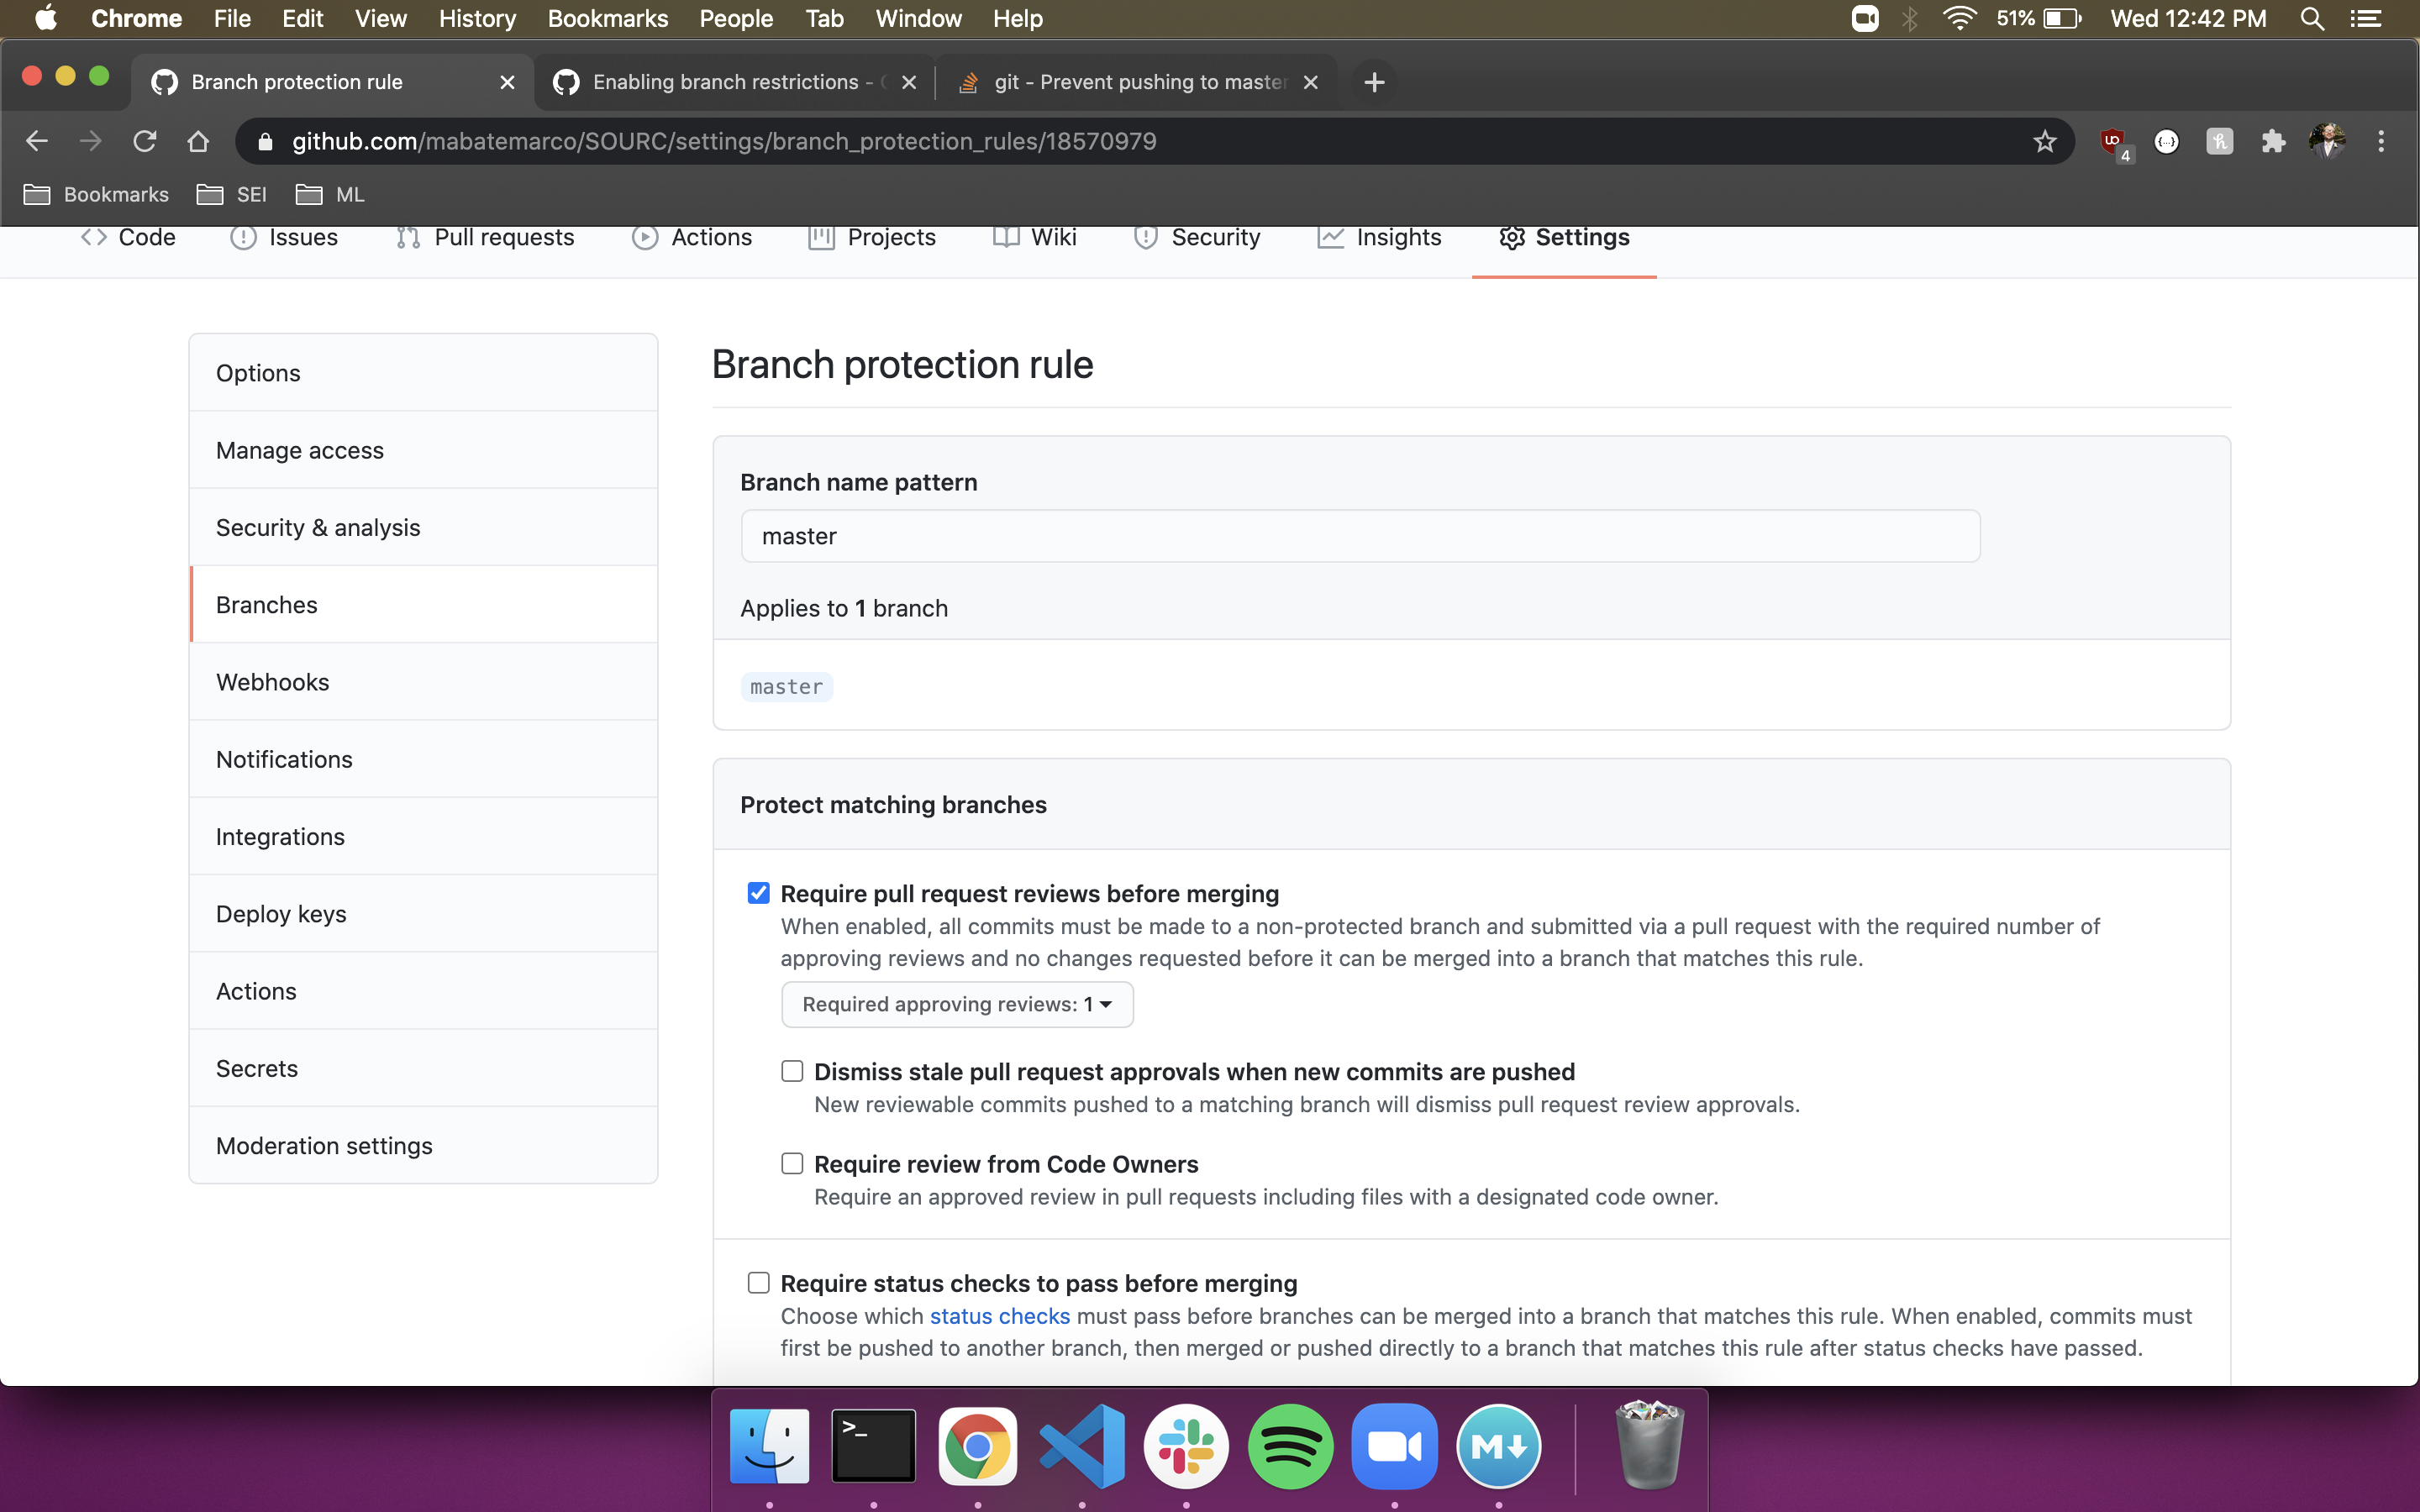 Chrome File Edit View History Bookmarks People Tab Window Help 51% Wed 12:42 PM
Branch protection rule Enabling branch restrictions - git - Prevent pushing to master
github.com/mabatemarco/SOURC/settings/branch_protection_rules/18570979 4
Bookmarks SEI ML
Code Issues Pull requests Actions Projects Wiki Security Insights Settings
Options
Manage access
Security & analysis
Branches
Webhooks
Notifications
Integrations
Deploy keys
Actions
Secrets
Moderation settings
Branch protection rule
Branch name pattern
master
Applies to 1 branch
master
Protect matching branches
Require pull request reviews before merging
When enabled, all commits must be made to a non-protected branch and submitted via a pull request with the required number of
approving reviews and no changes requested before it can be merged into a branch that matches this rule.
Required approving reviews: 1
Dismiss stale pull request approvals when new commits are pushed
New reviewable commits pushed to a matching branch will dismiss pull request review approvals.
Require review from Code Owners
Require an approved review in pull requests including files with a designated code owner.
Require status checks to pass before merging
Choose which status checks must pass before branches can be merged into a branch that matches this rule. When enabled, commits must
first be pushed to another branch, then merged or pushed directly to a branch that matches this rule after status checks have passed.